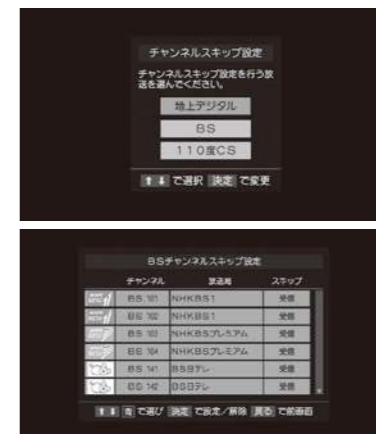 チャンネルスキップ設定
チャンネルスキップ設定を行う放
送を選んでください。
地上デジタル
BS
110度CS
で選択 決定 で変更
BSチャンネルスキップ設定
チャンネル 放送局 スキップ
BS 101 NHKBS1 受信
BS 102 NHKBS1 受信
BS 103 NHKBSプレミアム 受信
BS 104 NHKBSプレミアム 受信
BS 141 BS日テレ 受信
BS 142 BS日テレ 受信
で選び 決定 で設定/解除 戻る で前画面